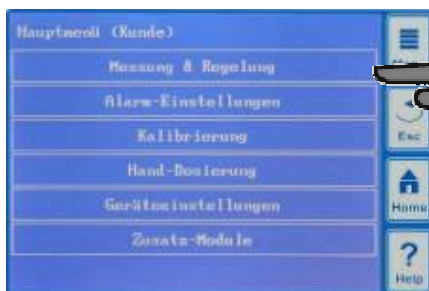 Hauptmenü (Kunde)
Messung & Regelung
Alarm-Einstellungen
Kalibrierung
Hand-Dosierung
Geräteeinstellungen
Zusatz-Module
Esc
Home
Help